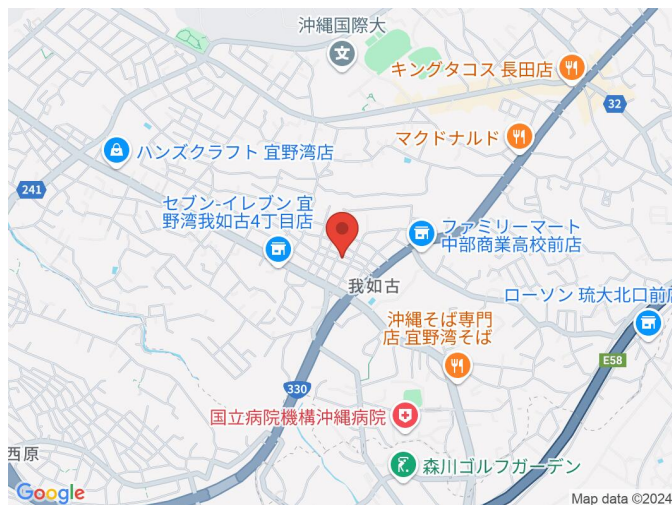 沖縄国際大
キングタコス 長田店
32
マクドナルド
ハンズクラフト 宜野湾店
241
セブン-イレブン 宜
野湾我如古4丁目店
ファミリーマート
中部商業高校前店
我如古
ローソン 琉大北口前店
沖縄そば専門
店 宜野湾そば
E58
330
国立病院機構沖縄病院
西原
森川ゴルフガーデン
Google
Map data ©2024